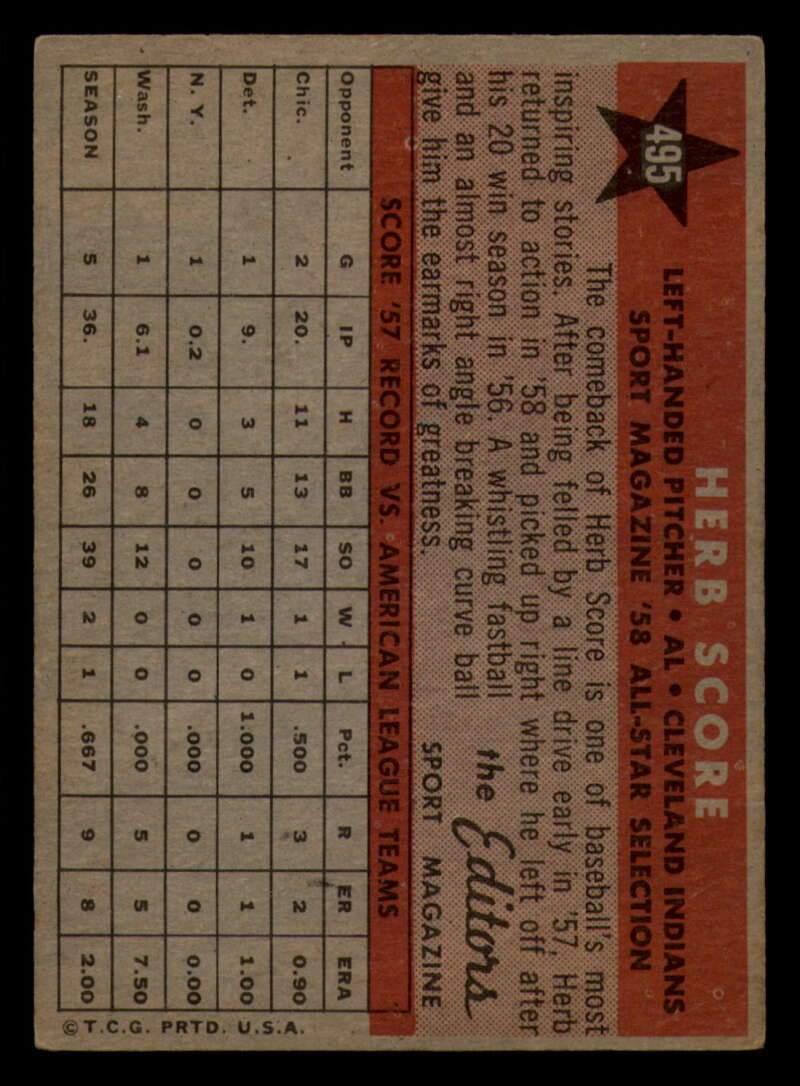 495
HERB SCORE
LEFT-HANDED PITCHER • AL • CLEVELAND INDIANS
SPORT MAGAZINE '58 ALL-STAR SELECTION
The comeback of Herb Score is one of baseball's most
inspiring stories. After being felled by a line drive early in '57, Herb
returned to action in '58 and picked up right where he left off after
his 20 win season in '56. A whistling fastball
and an almost right angle breaking curve ball
give him the earmarks of greatness.
the Editors
SPORT MAGAZINE
SCORE '57 RECORD VS. AMERICAN LEAGUE TEAMS
Opponent G IP H BB SO W L Pct. R ER ERA
Chic. 2 20. 11 13 17 1 1 .500 3 2 0.90
Det. 1 9. 3 5 10 1 0 1.000 1 1 1.00
N. Y. 1 0.2 0 0 0 0 0 .000 0 0 0.00
Wash. 1 6.1 4 8 12 0 0 .000 5 5 7.50
SEASON 5 36. 18 26 39 2 1 .667 9 8 2.00
© T.C.G. PRTD. U.S.A.